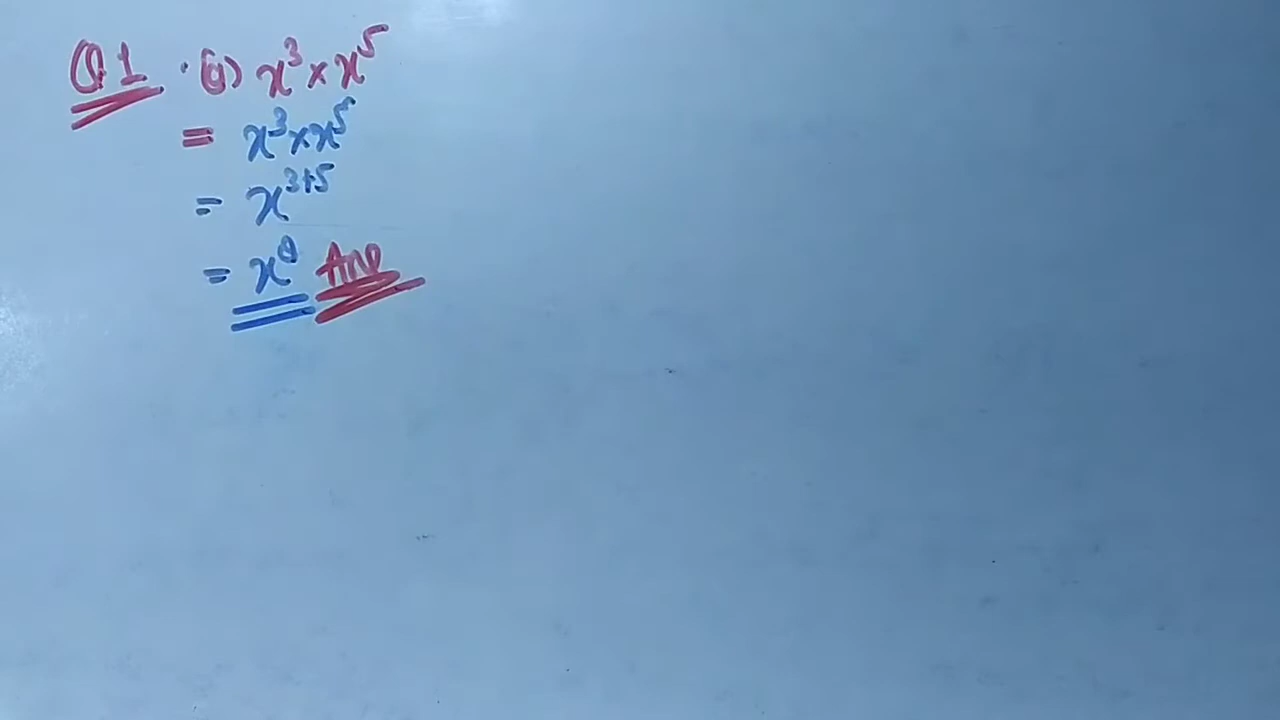 Q1. (a) x³ × x⁵
= x³ × x⁵
= x³⁺⁵
= x⁸ Ans